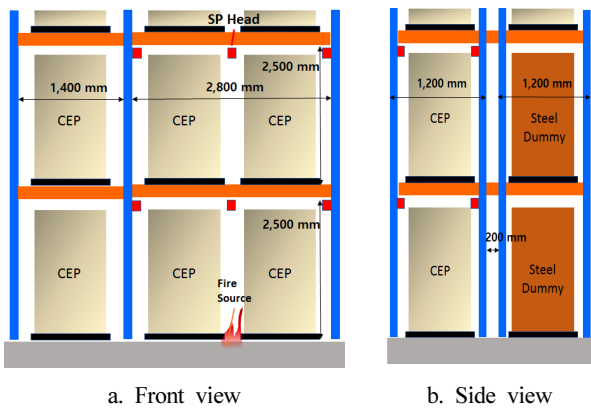 SP Head
2,500 mm
1,400 mm
2,800 mm
CEP
CEP
CEP
2,500 mm
CEP
CEP
CEP
Fire
Source
a. Front view
1,200 mm
1,200 mm
CEP
Steel
Dummy
200 mm
CEP
Steel
Dummy
b. Side view